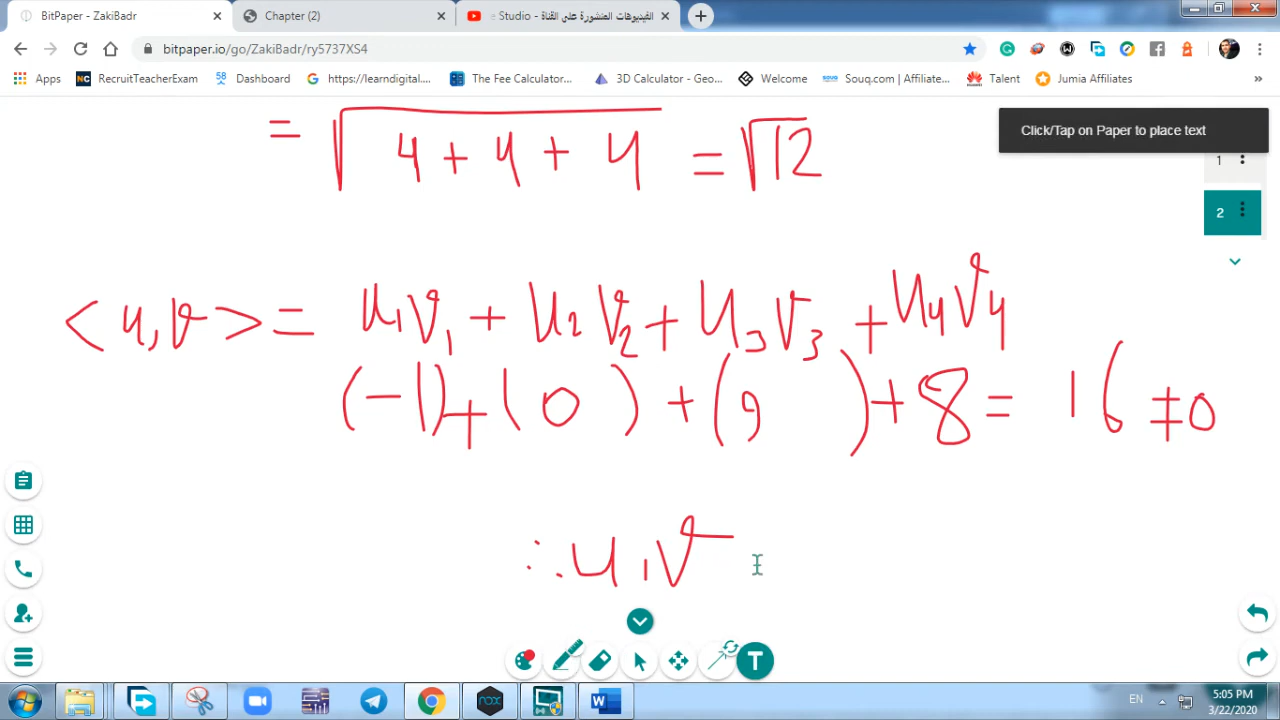 BitPaper - ZakiBadr
Chapter (2)
الفيديوهات المنشورة على القناة - Studio
bitpaper.io/go/ZakiBadr/ry5737XS4
Apps
RecruitTeacherExam
58 Dashboard
https://learndigital....
The Fee Calculator...
3D Calculator - Geo...
Welcome
Souq.com | Affiliate...
Talent
Jumia Affiliates
»
= √4 + 4 + 4 = √12
Click/Tap on Paper to place text
1
2
<u,v> = u₁v₁ + u₂v₂ + u₃v₃ + u₄v₄
(-1) + (0) + (9) + 8 = 16 ≠ 0
∴ u, v
T
EN
5:05 PM
3/22/2020